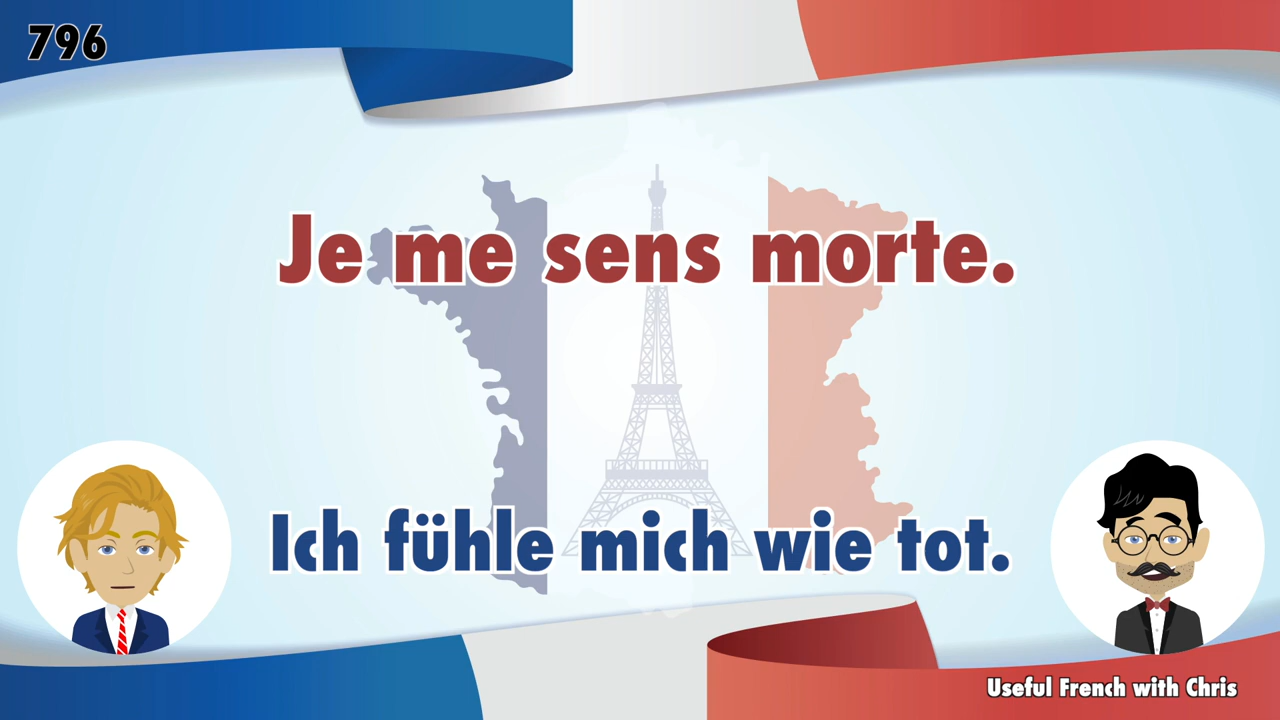 796
Je me sens morte.
Ich fühle mich wie tot.
Useful French with Chris